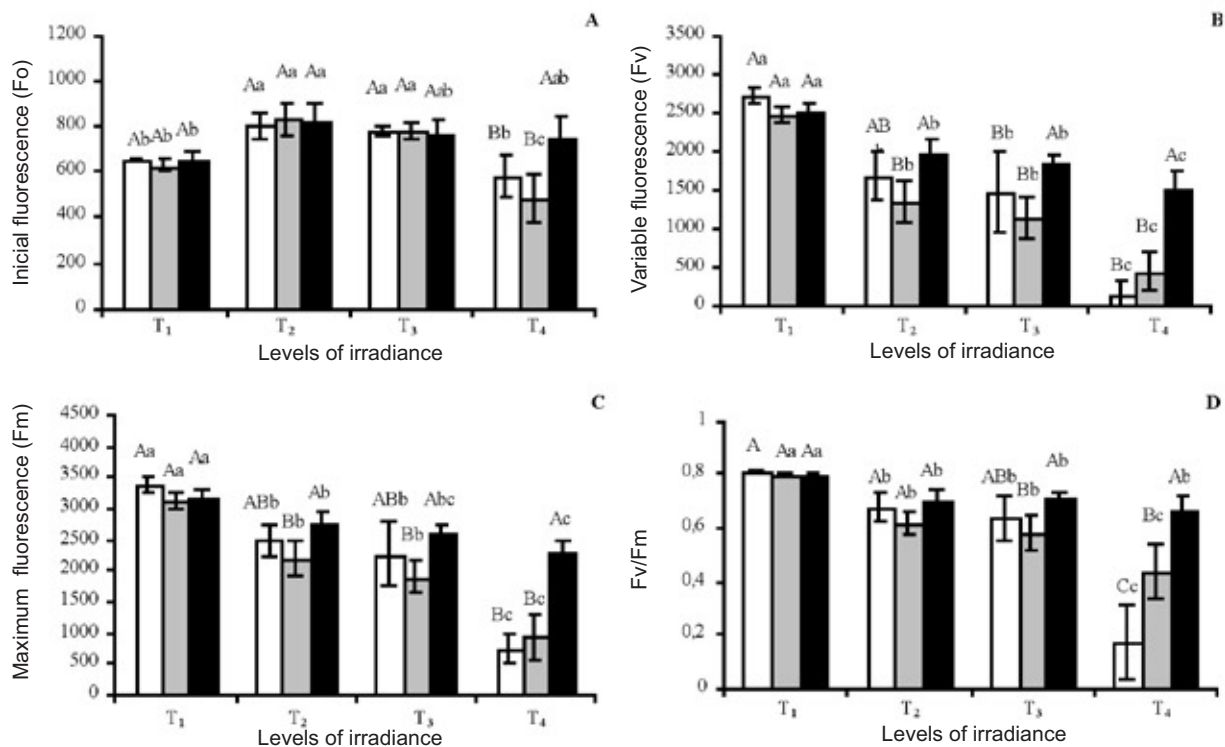 A
Inicial fluorescence (Fo)
1200
1000
800
600
400
200
0
Ab Ab Ab
Aa Aa Aa
Aa Aa Aab
Bb Bc Aab
T1 T2 T3 T4
Levels of irradiance
B
Variable fluorescence (Fv)
3500
3000
2500
2000
1500
1000
500
0
Aa Aa Aa
AB
b Bb Ab
Bb Bb Ab
Bc Bc Ac
T1 T2 T3 T4
Levels of irradiance
C
Maximum fluorescence (Fm)
4500
4000
3500
3000
2500
2000
1500
1000
500
0
Aa Aa Aa
ABb Bb Ab
ABb Bb Abc
Bc Bc Ac
T1 T2 T3 T4
Levels of irradiance
D
Fv/Fm
1
0,8
0,6
0,4
0,2
0
A Aa Aa
Ab Ab Ab
ABb Bb Ab
Cc Bc Ab
T1 T2 T3 T4
Levels of irradiance